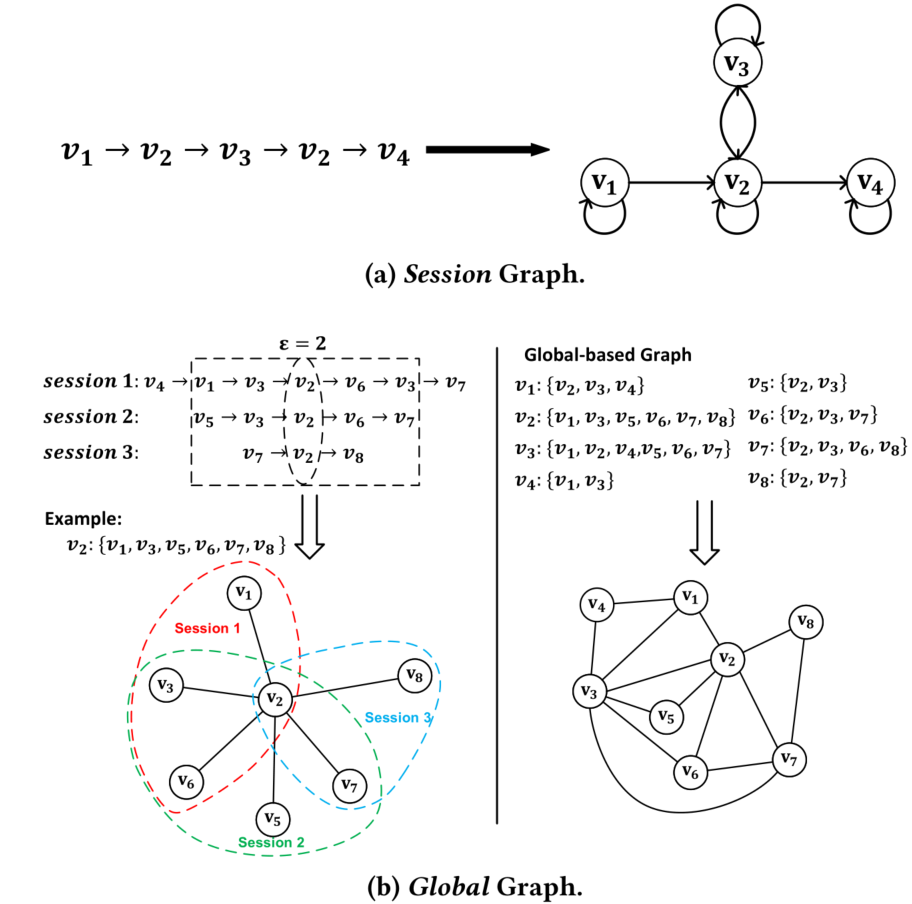 v₁ → v₂ → v₃ → v₂ → v₄
v₃
v₁
v₂
v₄
(a) Session Graph.
ε = 2
session 1: v₄ → v₁ → v₃ → v₂ → v₆ → v₃ → v₇
session 2: v₅ → v₃ → v₂ → v₆ → v₇
session 3: v₇ → v₂ → v₈
Example:
v₂: {v₁, v₃, v₅, v₆, v₇, v₈}
v₁
Session 1
v₃
v₂
v₈
Session 3
v₆
v₇
v₅
Session 2
Global-based Graph
v₁: {v₂, v₃, v₄}
v₂: {v₁, v₃, v₅, v₆, v₇, v₈}
v₃: {v₁, v₂, v₄,v₅, v₆, v₇}
v₄: {v₁, v₃}
v₅: {v₂, v₃}
v₆: {v₂, v₃, v₇}
v₇: {v₂, v₃, v₆, v₈}
v₈: {v₂, v₇}
v₄
v₁
v₈
v₂
v₃
v₅
v₆
v₇
(b) Global Graph.